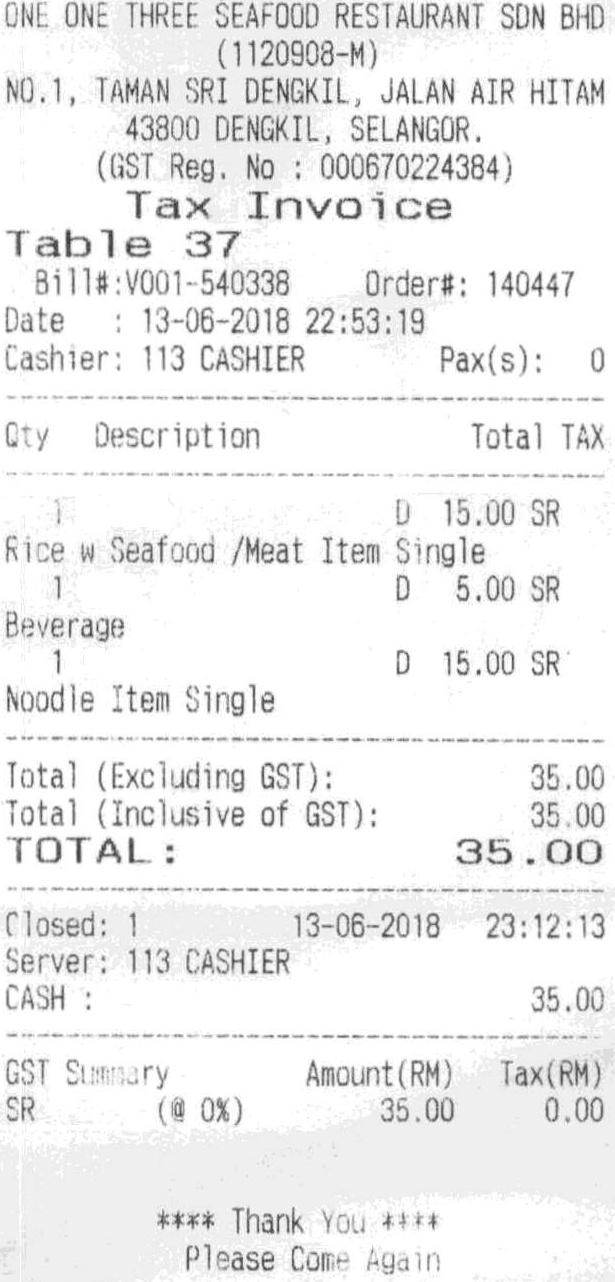 ONE ONE THREE SEAFOOD RESTAURANT SDN BHD
(1120908-M)
NO.1, TAMAN SRI DENGKIL, JALAN AIR HITAM
43800 DENGKIL, SELANGOR.
(GST Reg. No : 000670224384)
Tax Invoice
Table 37
Bill#:V001-540338 Order#: 140447
Date : 13-06-2018 22:53:19
Cashier: 113 CASHIER Pax(s): 0
Qty Description Total TAX
1 D 15.00 SR
Rice w Seafood /Meat Item Single
1 D 5.00 SR
Beverage
1 D 15.00 SR
Noodle Item Single
Total (Excluding GST): 35.00
Total (Inclusive of GST): 35.00
TOTAL: 35.00
Closed: 1 13-06-2018 23:12:13
Server: 113 CASHIER
CASH : 35.00
GST Summary Amount(RM) Tax(RM)
SR (@ 0%) 35.00 0.00
**** Thank You ****
Please Come Again